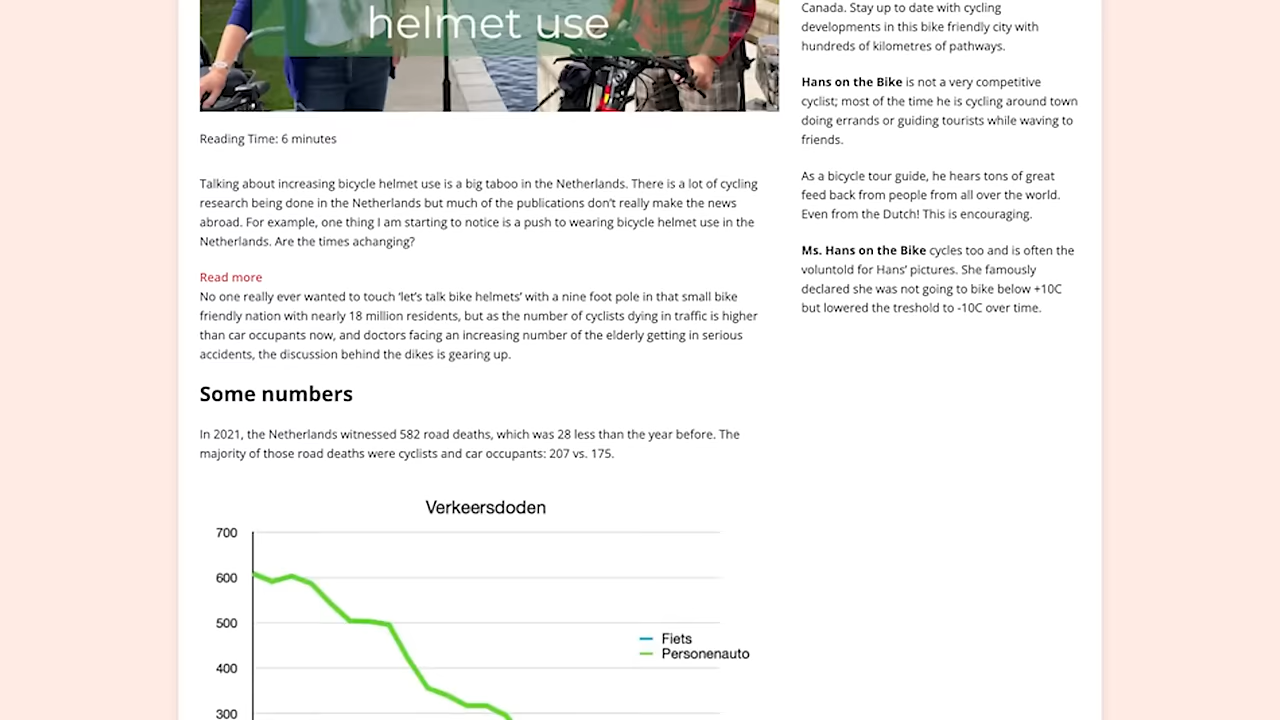 helmet use
Reading Time: 6 minutes
Talking about increasing bicycle helmet use is a big taboo in the Netherlands. There is a lot of cycling
research being done in the Netherlands but much of the publications don't really make the news
abroad. For example, one thing I am starting to notice is a push to wearing bicycle helmet use in the
Netherlands. Are the times achanging?
Read more
No one really ever wanted to touch ‘let’s talk bike helmets’ with a nine foot pole in that small bike
friendly nation with nearly 18 million residents, but as the number of cyclists dying in traffic is higher
than car occupants now, and doctors facing an increasing number of the elderly getting in serious
accidents, the discussion behind the dikes is gearing up.
Some numbers
In 2021, the Netherlands witnessed 582 road deaths, which was 28 less than the year before. The
majority of those road deaths were cyclists and car occupants: 207 vs. 175.
Verkeersdoden
700
600
500
400
300
Fiets
Personenauto
Canada. Stay up to date with cycling
developments in this bike friendly city with
hundreds of kilometres of pathways.
Hans on the Bike is not a very competitive
cyclist; most of the time he is cycling around town
doing errands or guiding tourists while waving to
friends.
As a bicycle tour guide, he hears tons of great
feed back from people from all over the world.
Even from the Dutch! This is encouraging.
Ms. Hans on the Bike cycles too and is often the
voluntold for Hans’ pictures. She famously
declared she was not going to bike below +10C
but lowered the treshold to -10C over time.